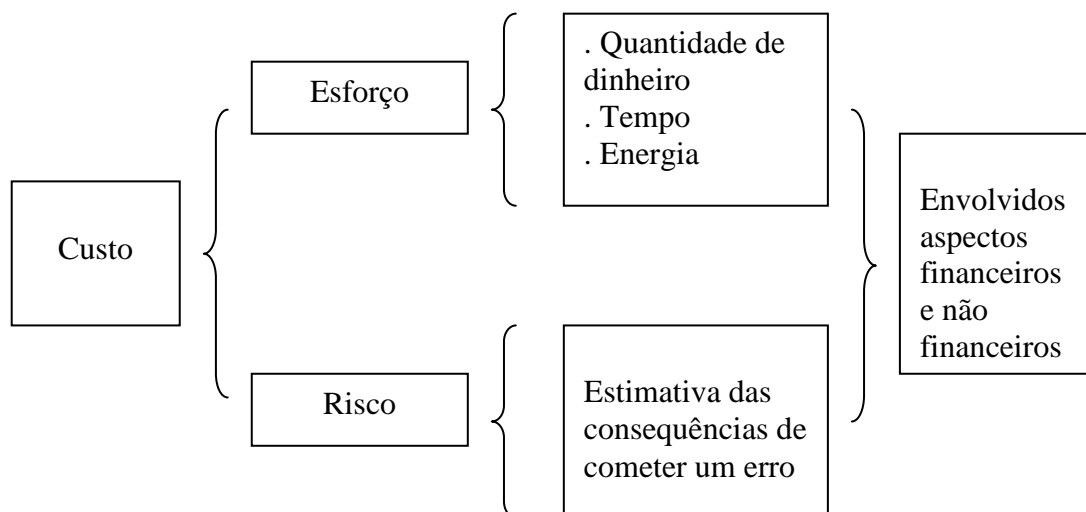 Custo
Esforço
. Quantidade de
dinheiro
. Tempo
. Energia
Risco
Estimativa das
consequências de
cometer um erro
Envolvidos
aspectos
financeiros
e não
financeiros